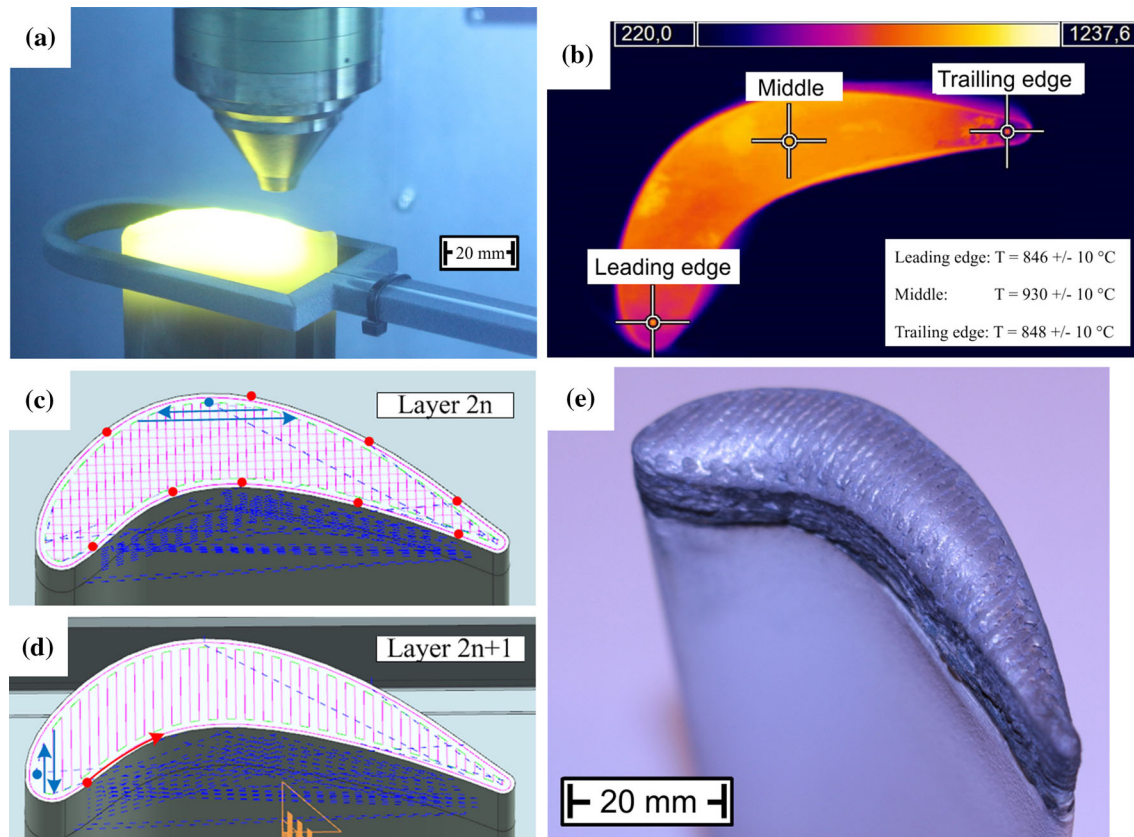 (a)
20 mm
(b)
220,0
1237,6
Middle
Trailling edge
Leading edge
Leading edge: T = 846 +/- 10 °C
Middle: T = 930 +/- 10 °C
Trailing edge: T = 848 +/- 10 °C
(c)
Layer 2n
(d)
Layer 2n+1
(e)
20 mm